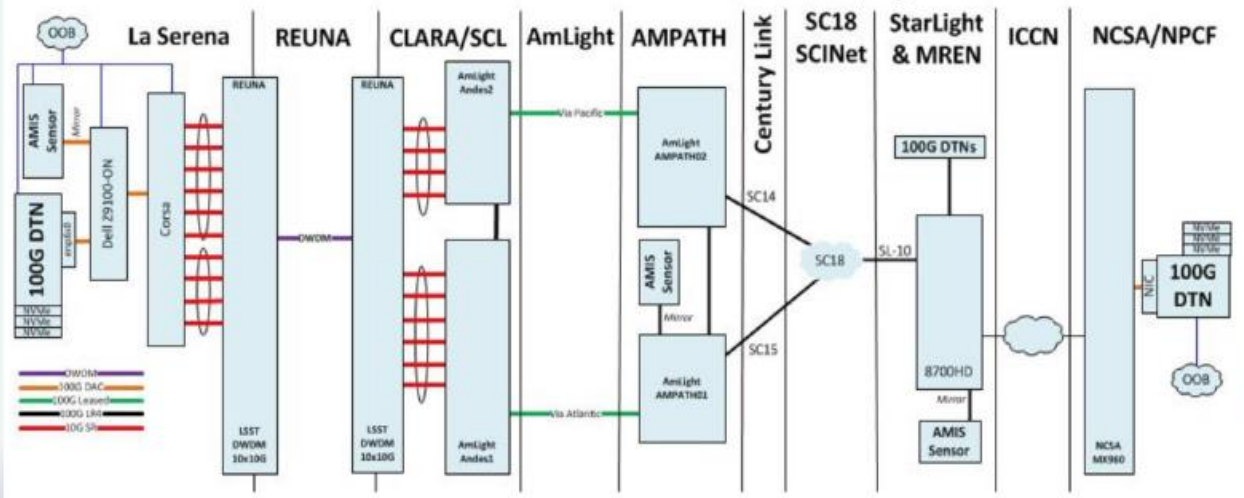 OOB
La Serena
REUNA
CLARA/SCL
AmLight
AMPATH
Century Link
SC18
SCINet
StarLight
& MREN
ICCN
NCSA/NPCF
AMIS
Sensor
Mirror
100G DTN
enp6s0
NVMe
NVMe
NVMe
Dell Z9100-ON
Corsa
REUNA
LSST
DWDM
10x10G
DWDM
REUNA
LSST
DWDM
10x10G
AmLight
Andes2
AmLight
Andes1
Via Pacific
Via Atlantic
AmLight
AMPATH02
AMIS
Sensor
Mirror
AmLight
AMPATH01
SC14
SC15
SC18
SL-10
100G DTNs
8700HD
Mirror
AMIS
Sensor
NCSA
MX960
NIC
NVMe
NVMe
NVMe
100G
DTN
OOB
DWDM
100G DAC
100G Leased
100G LR4
10G SR